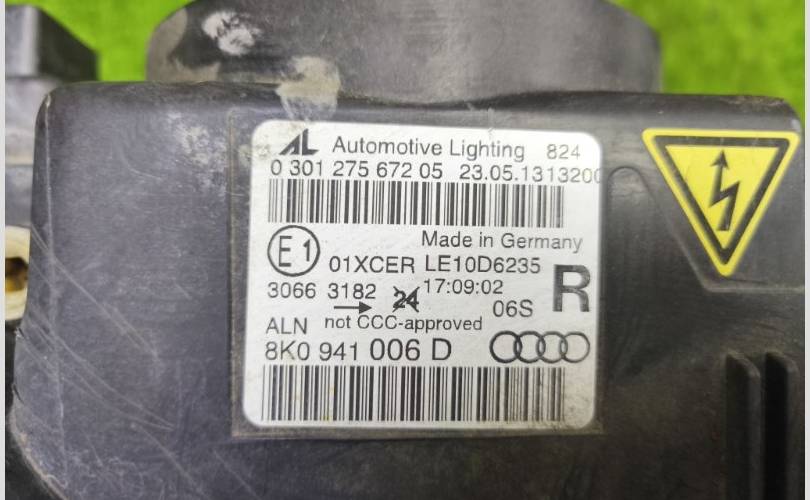 AL Automotive Lighting 824
0 301 275 672 05 23.05.1313200
Made in Germany
E1 01XCER LE10D6235 R
3066 3182 24 17:09:02
→ 06S
ALN not CCC-approved
8K0 941 006 D